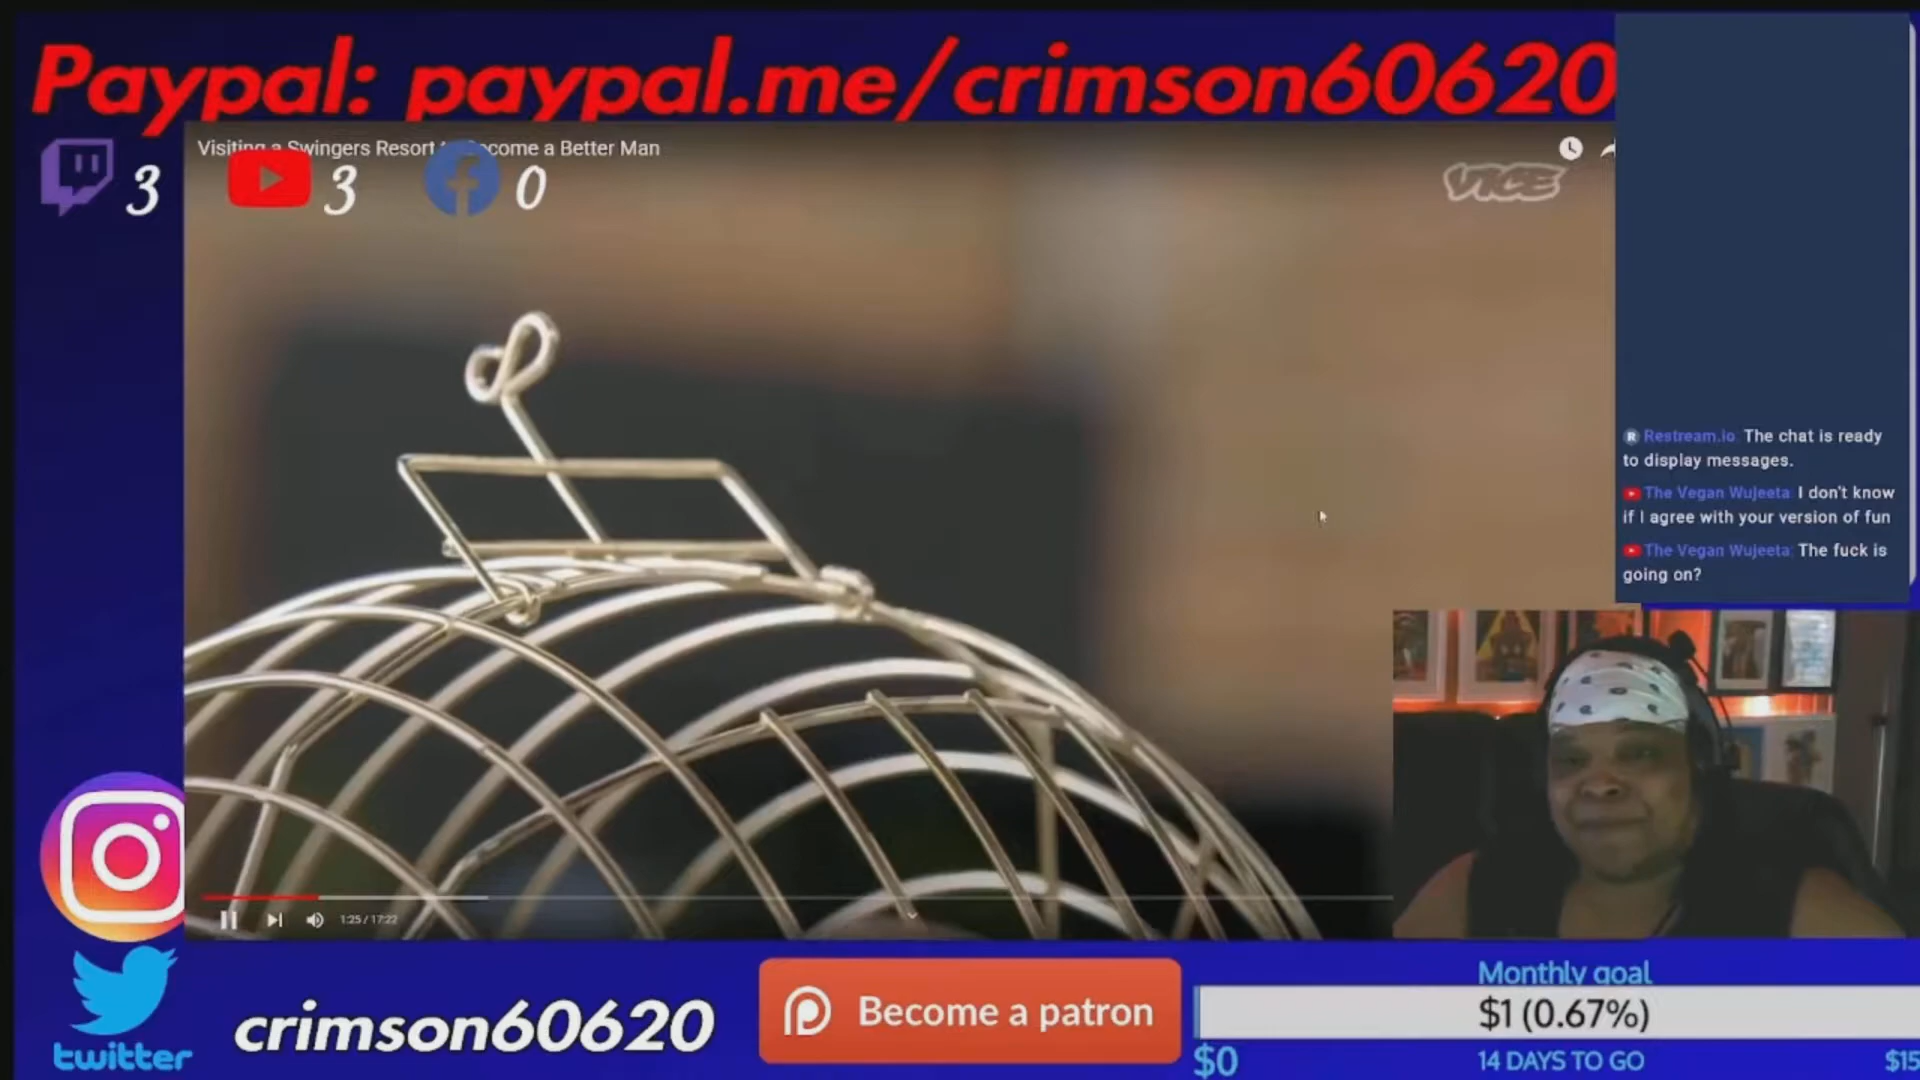 Paypal: paypal.me/crimson60620
Visiting a Swingers Resort to Become a Better Man
3
3
0
VICE
Restream.io The chat is ready
to display messages.
The Vegan Wujeeta: I don't know
if I agree with your version of fun
The Vegan Wujeeta: The fuck is
going on?
1:25 / 17:22
twitter
crimson60620
Become a patron
Monthly goal
$1 (0.67%)
$0
14 DAYS TO GO
$15